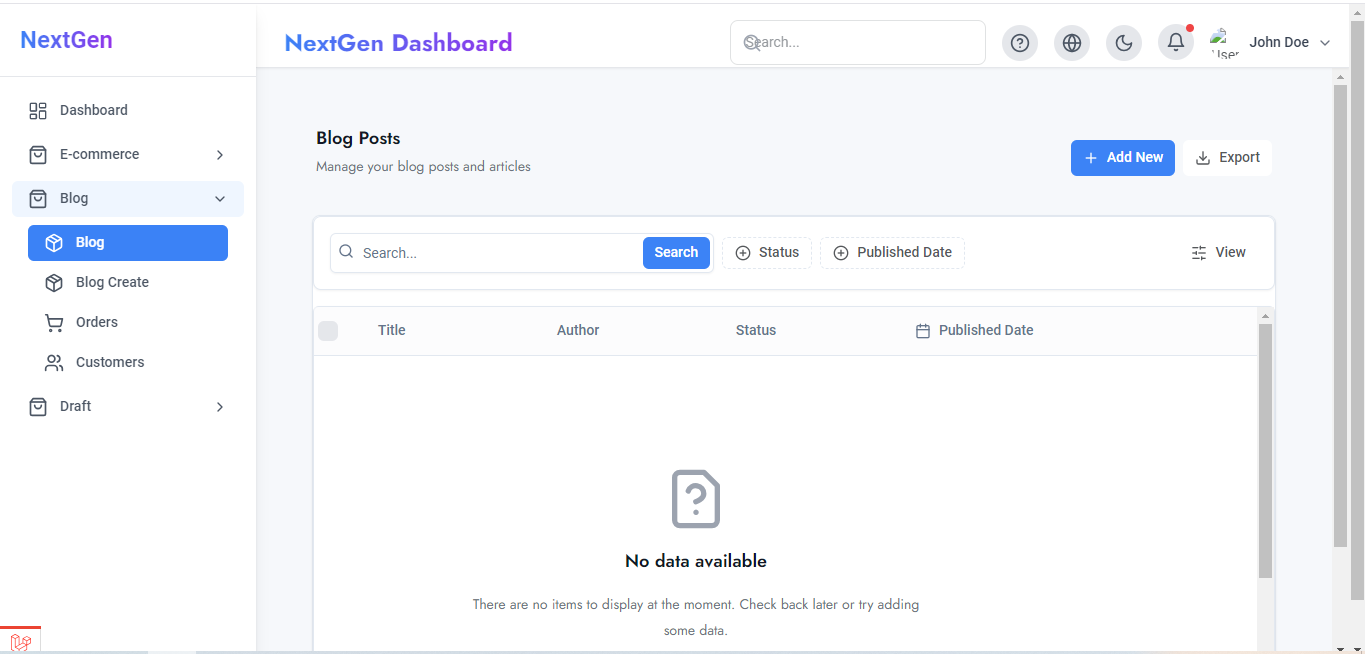 NextGen
NextGen Dashboard
Search...
User
John Doe
Dashboard
E-commerce
Blog
Blog
Blog Create
Orders
Customers
Draft
Blog Posts
Manage your blog posts and articles
Add New
Export
Search...
Search
Status
Published Date
View
Title
Author
Status
Published Date
No data available
There are no items to display at the moment. Check back later or try adding
some data.